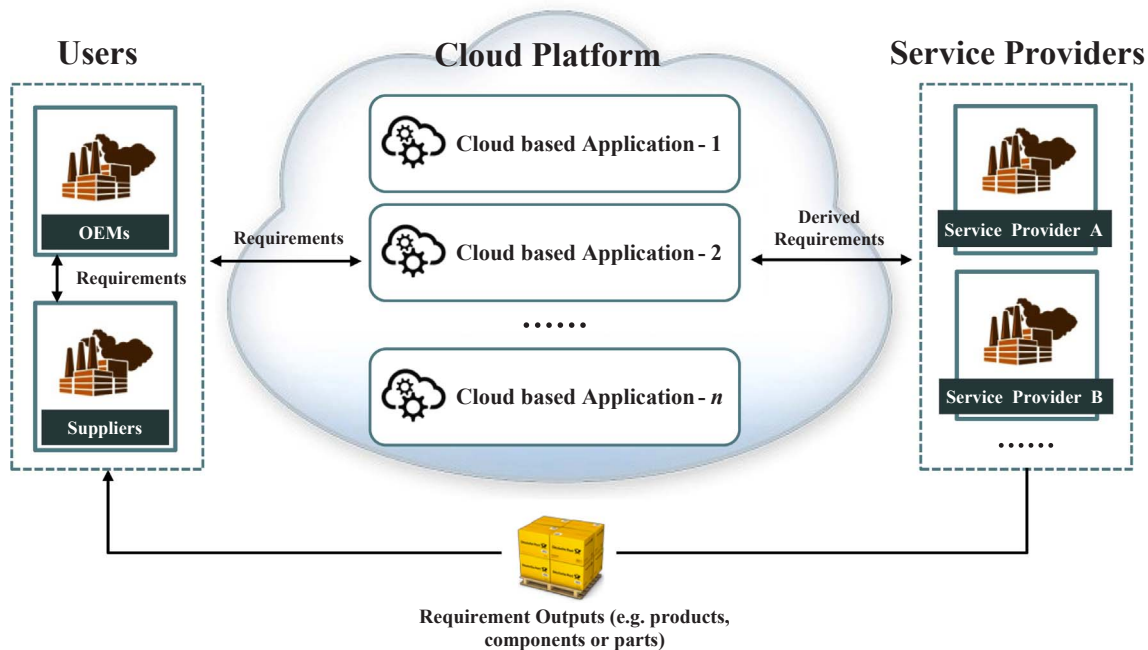 Users
Cloud Platform
Service Providers
Cloud based Application - 1
OEMs
Requirements
Suppliers
Requirements
Cloud based Application - 2
......
Cloud based Application - n
Derived
Requirements
Service Provider A
Service Provider B
......
Requirement Outputs (e.g. products,
components or parts)